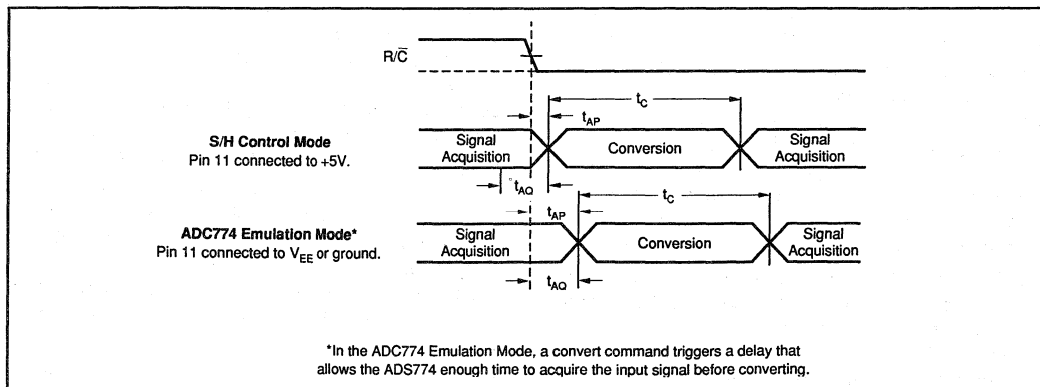 R/C̅
t_C
t_AP
S/H Control Mode
Pin 11 connected to +5V.
Signal
Acquisition
Conversion
Signal
Acquisition
t_AQ
t_C
t_AP
ADC774 Emulation Mode*
Pin 11 connected to V_EE or ground.
Signal
Acquisition
Conversion
Signal
Acquisition
t_AQ
*In the ADC774 Emulation Mode, a convert command triggers a delay that
allows the ADS774 enough time to acquire the input signal before converting.